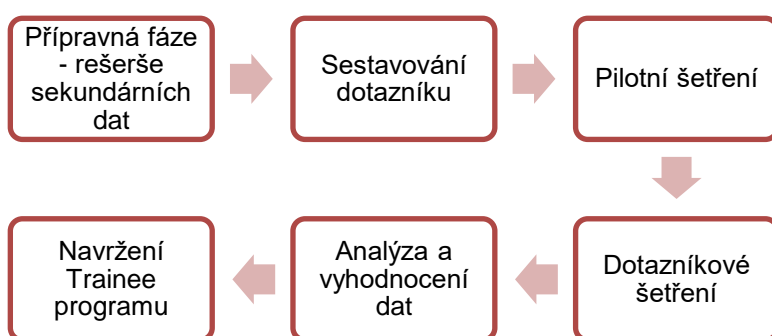 Přípravná fáze
- rešerše
sekundárních
dat
Sestavování
dotazníku
Pilotní šetření
Dotazníkové
šetření
Analýza a
vyhodnocení
dat
Navržení
Trainee
programu